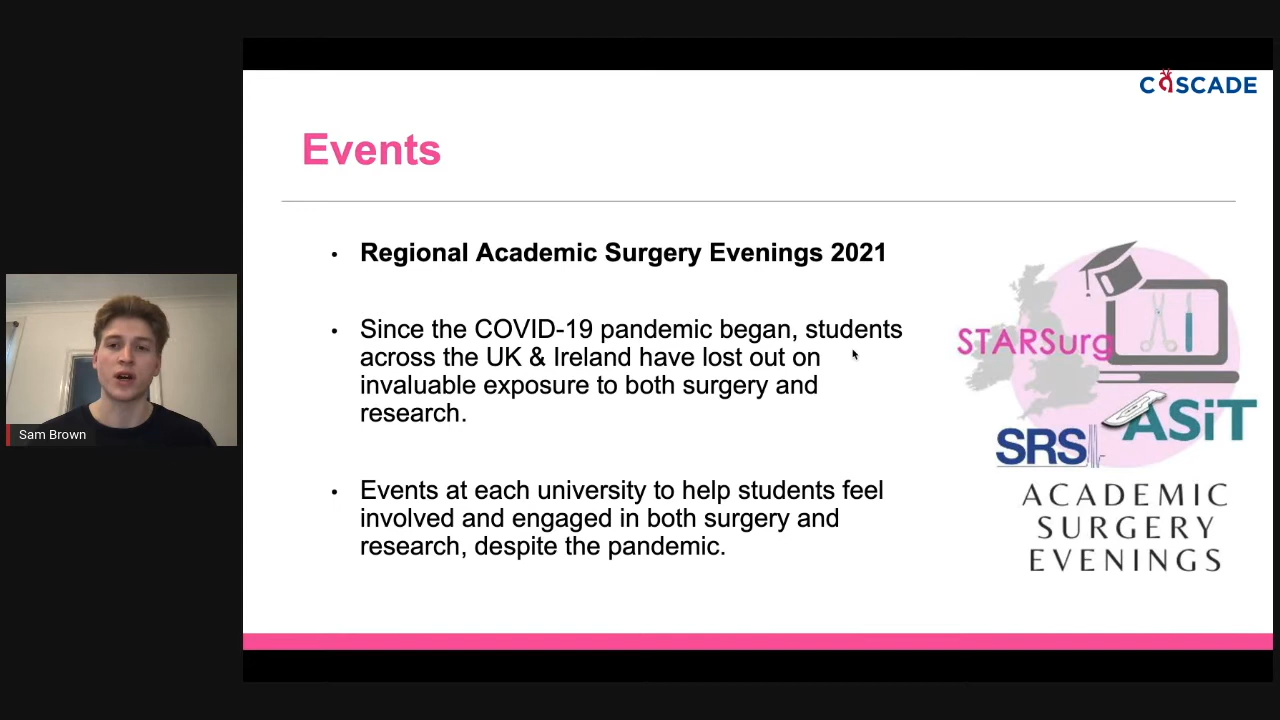 CASCADE
Events
• Regional Academic Surgery Evenings 2021
• Since the COVID-19 pandemic began, students
across the UK & Ireland have lost out on
invaluable exposure to both surgery and
research.
• Events at each university to help students feel
involved and engaged in both surgery and
research, despite the pandemic.
STARSurg
ASiT
SRS
ACADEMIC
SURGERY
EVENINGS
Sam Brown